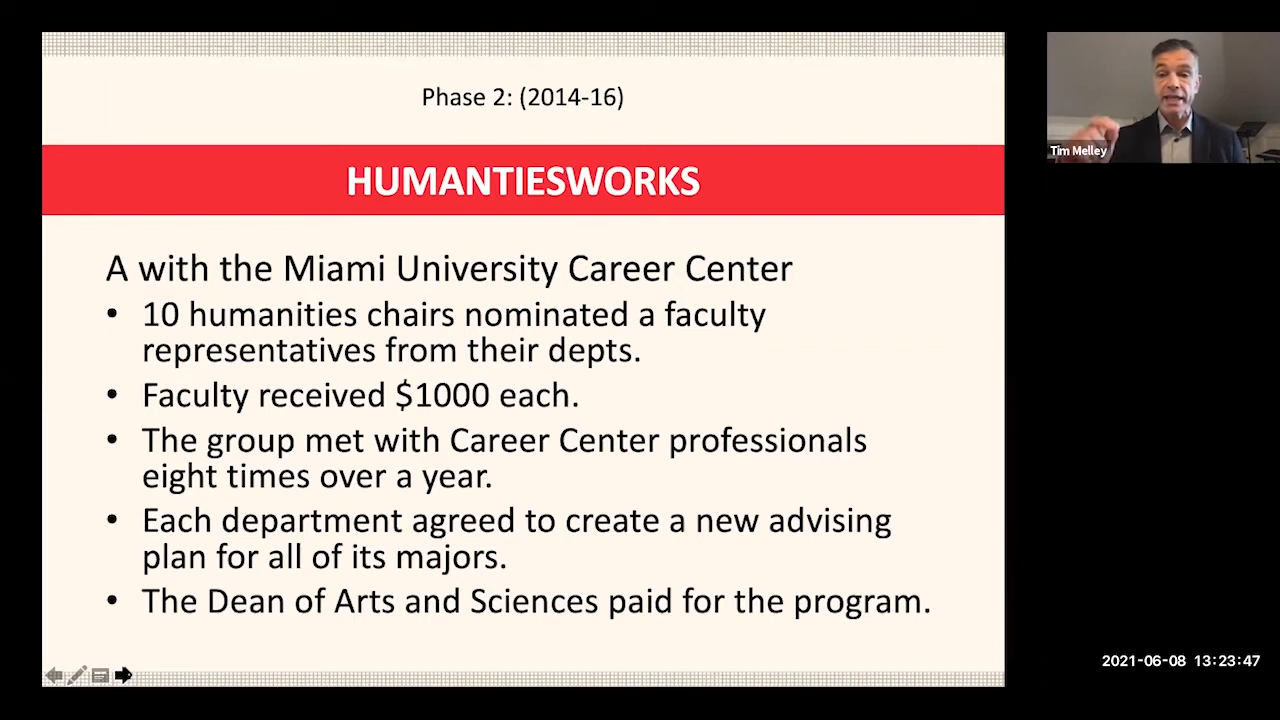 Phase 2: (2014-16)
HUMANTIESWORKS
A with the Miami University Career Center
• 10 humanities chairs nominated a faculty
representatives from their depts.
• Faculty received $1000 each.
• The group met with Career Center professionals
eight times over a year.
• Each department agreed to create a new advising
plan for all of its majors.
• The Dean of Arts and Sciences paid for the program.
Tim Melley
2021-06-08 13:23:47